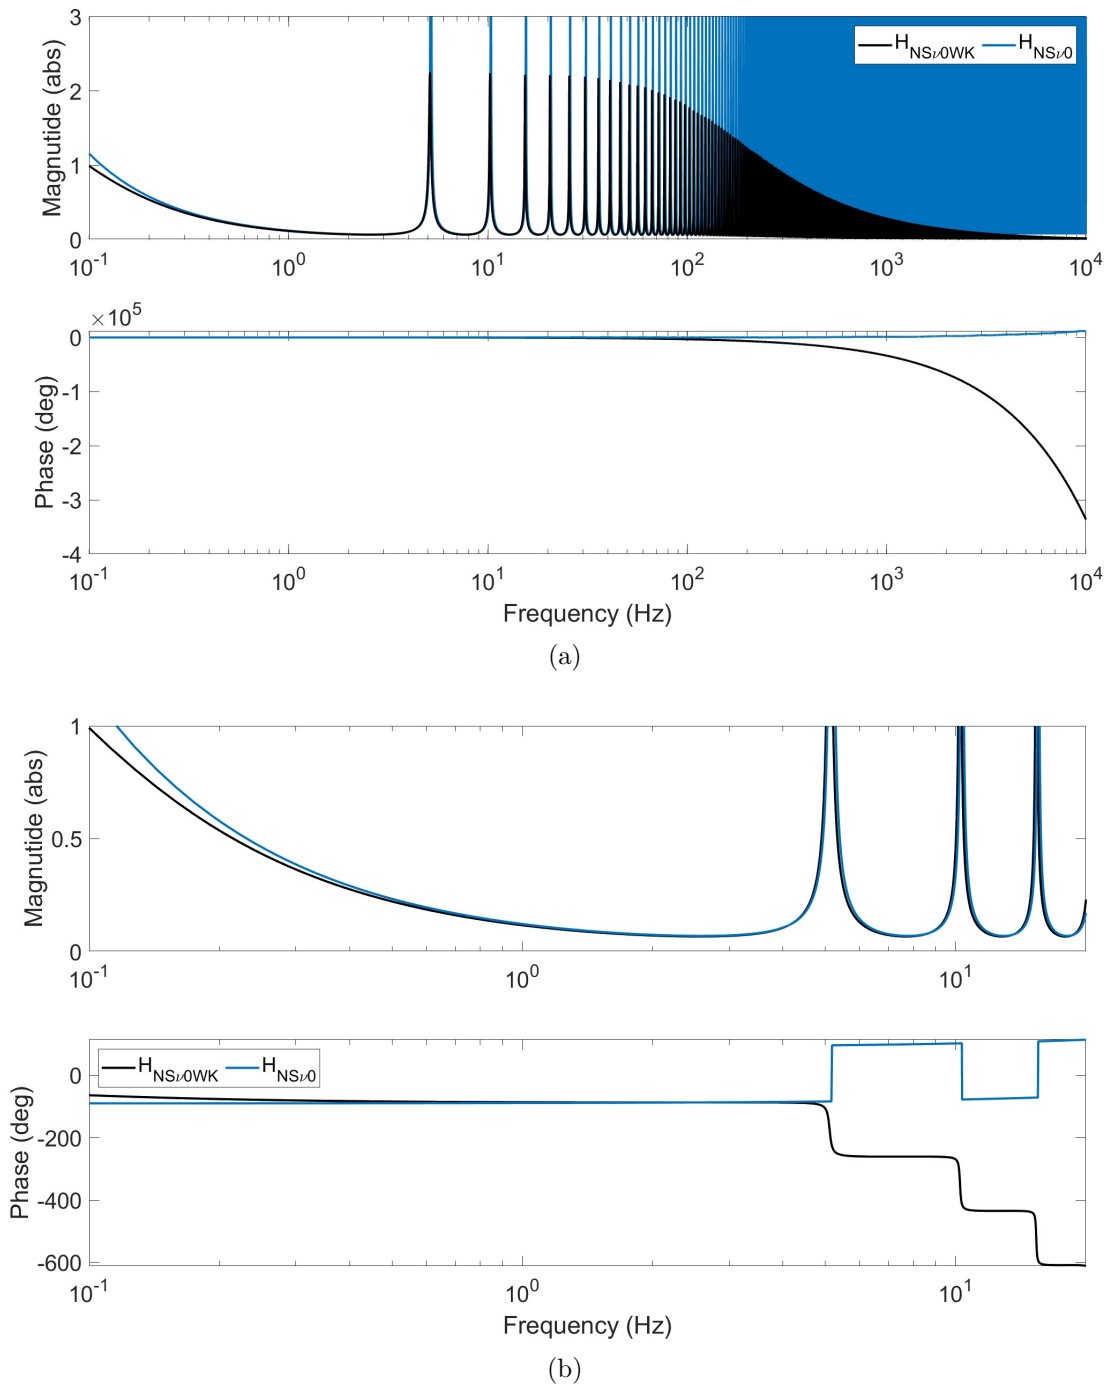 3
2
1
0
Magnutide (abs)
H_NSν0WK H_NSν0
10^-1 10^0 10^1 10^2 10^3 10^4
×10^5
0
-1
-2
-3
-4
Phase (deg)
10^-1 10^0 10^1 10^2 10^3 10^4
Frequency (Hz)
(a)
1
0.5
0
Magnutide (abs)
10^-1 10^0 10^1
H_NSν0WK H_NSν0
0
-200
-400
-600
Phase (deg)
10^-1 10^0 10^1
Frequency (Hz)
(b)